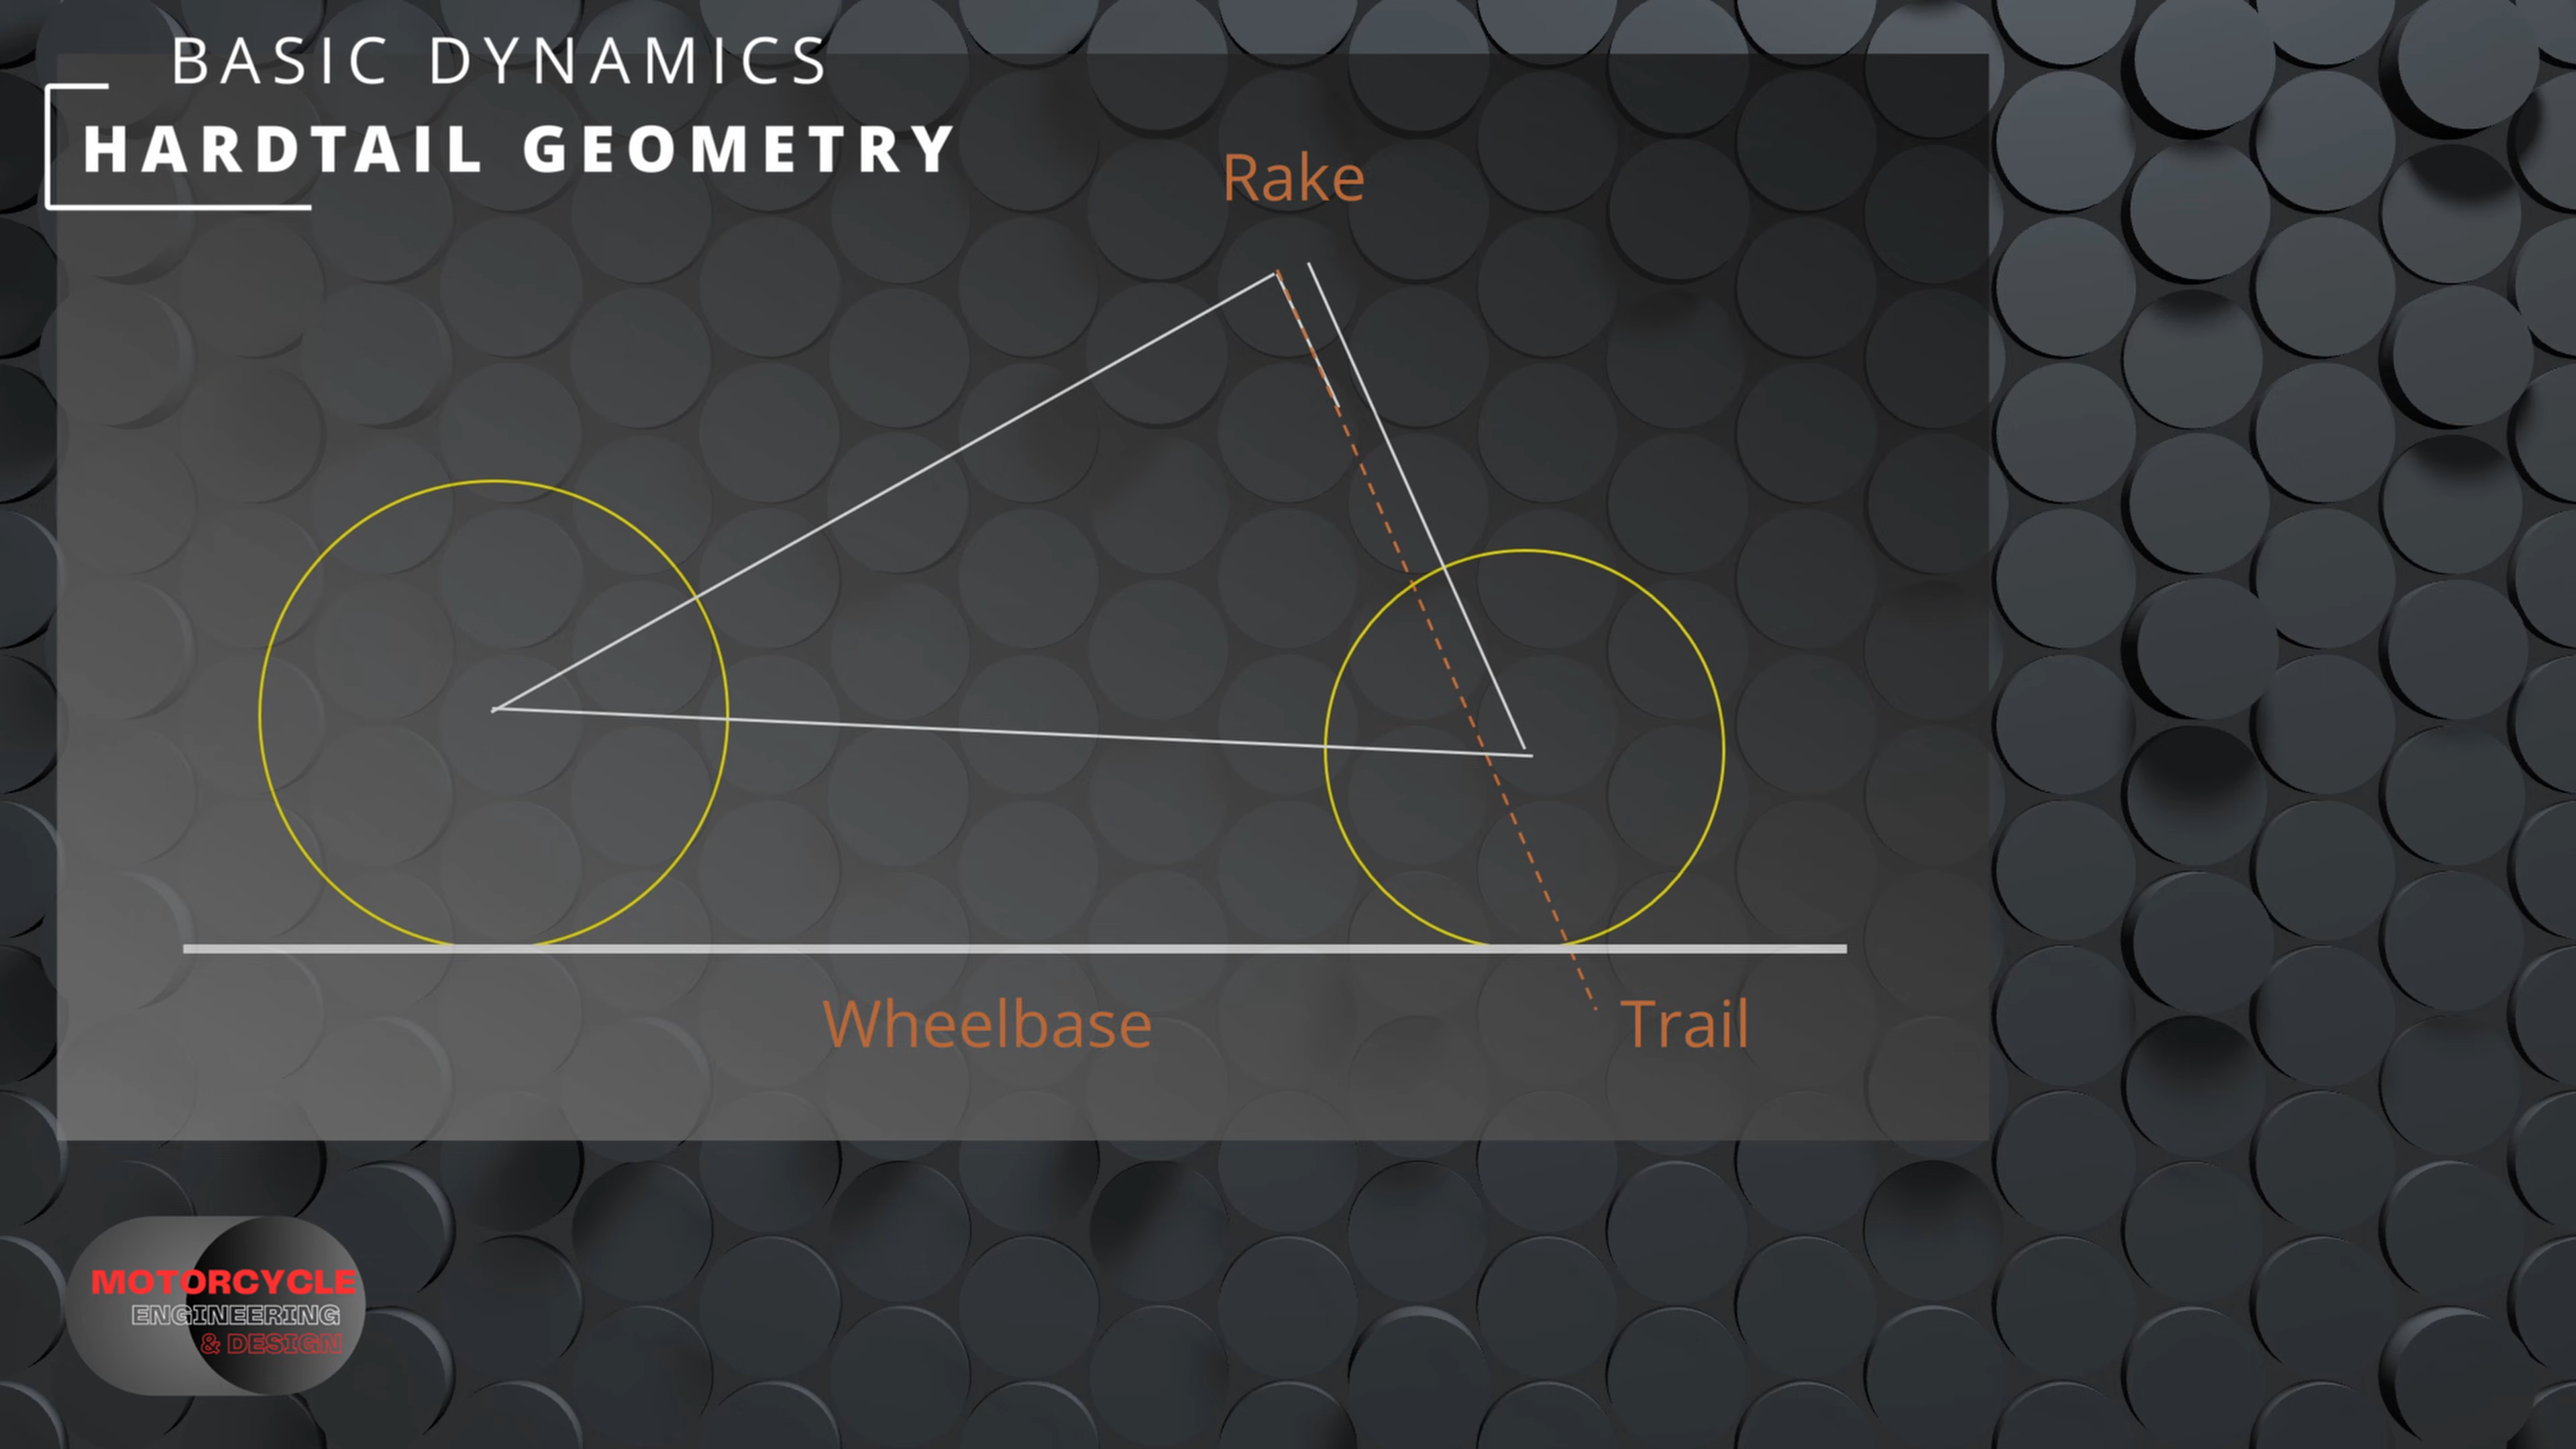 BASIC DYNAMICS
HARDTAIL GEOMETRY
Rake
Wheelbase
Trail
MOTORCYCLE
ENGINEERING
& DESIGN